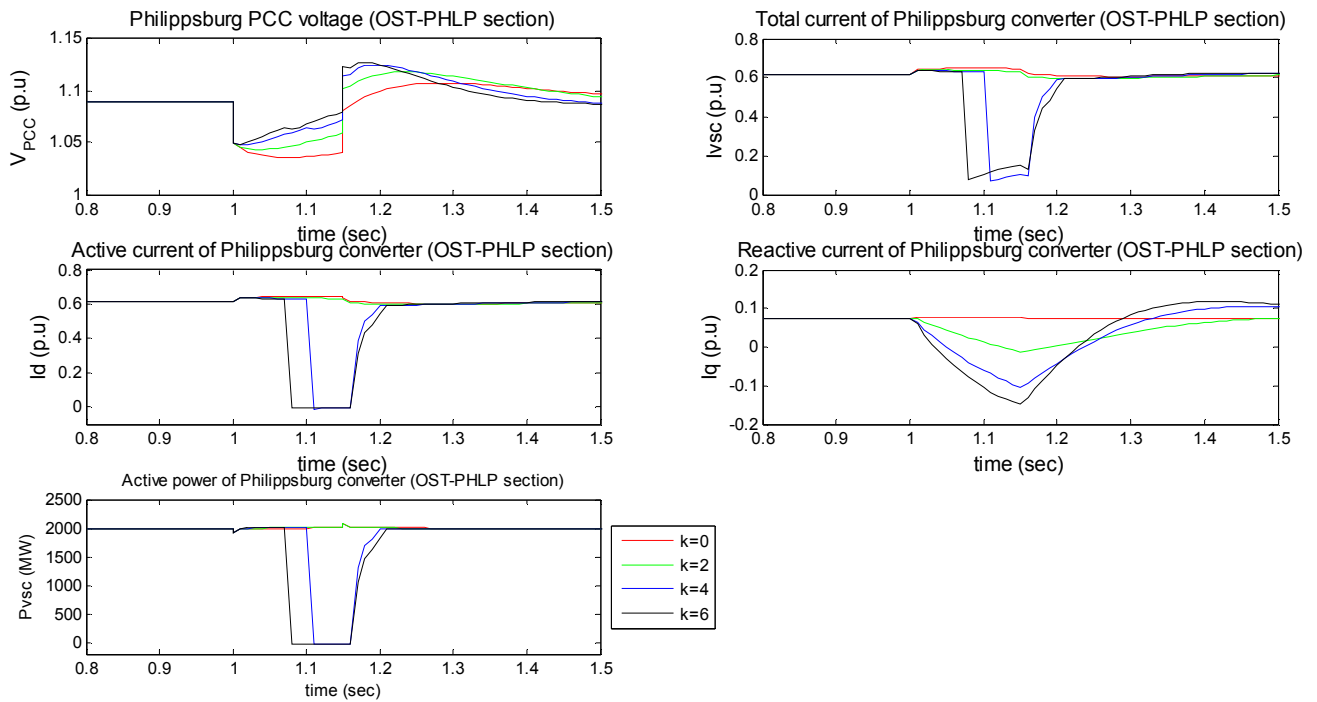 Philippsburg PCC voltage (OST-PHLP section)
1.15
1.1
1.05
1
V_PCC (p.u)
0.8 0.9 1 1.1 1.2 1.3 1.4 1.5
time (sec)
Total current of Philippsburg converter (OST-PHLP section)
0.8
0.6
0.4
0.2
0
Ivsc (p.u)
0.8 0.9 1 1.1 1.2 1.3 1.4 1.5
time (sec)
Active current of Philippsburg converter (OST-PHLP section)
0.8
0.6
0.4
0.2
0
Id (p.u)
0.8 0.9 1 1.1 1.2 1.3 1.4 1.5
time (sec)
Reactive current of Philippsburg converter (OST-PHLP section)
0.2
0.1
0
-0.1
-0.2
Iq (p.u)
0.8 0.9 1 1.1 1.2 1.3 1.4 1.5
time (sec)
Active power of Philippsburg converter (OST-PHLP section)
2500
2000
1500
1000
500
0
Pvsc (MW)
0.8 0.9 1 1.1 1.2 1.3 1.4 1.5
time (sec)
k=0
k=2
k=4
k=6